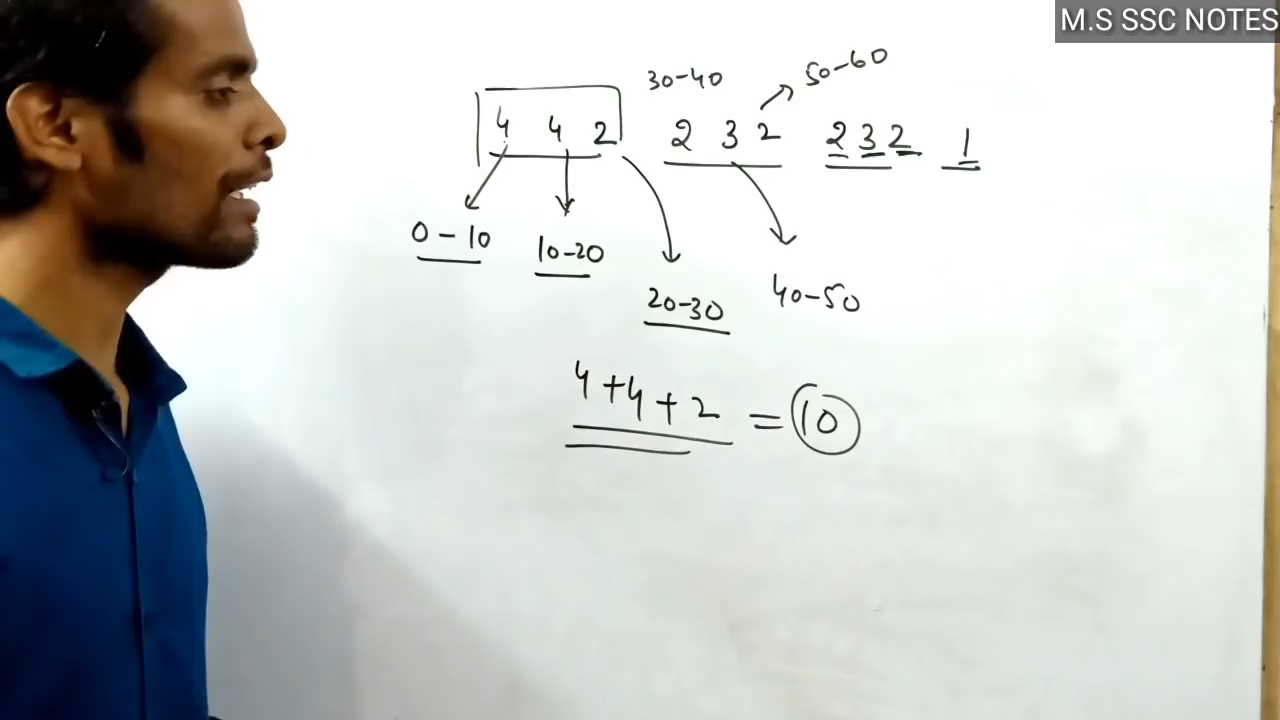 M.S SSC NOTES
30-40 50-60
4 4 2 2 3 2 2 3 2 1
0-10 10-20
20-30 40-50
4+4+2 = 10